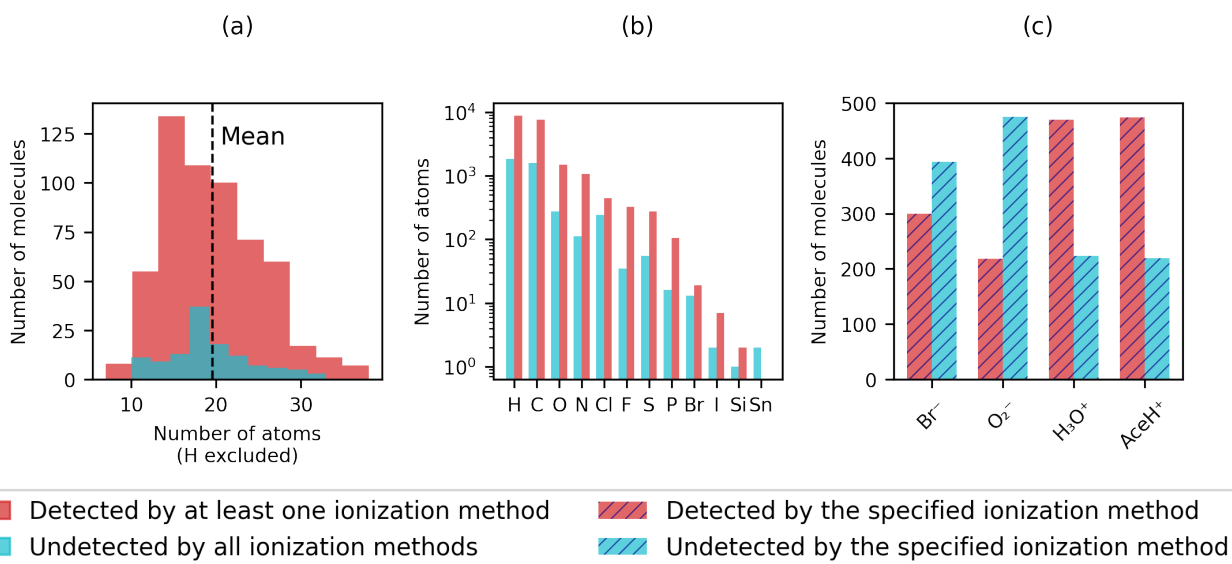 (a)
(b)
(c)
Number of molecules
125
100
75
50
25
0
Mean
10
20
30
Number of atoms
(H excluded)
Number of atoms
10⁴
10³
10²
10¹
10⁰
H C O N Cl F S P Br I Si Sn
Number of molecules
500
400
300
200
100
0
Br⁻
O₂⁻
H₃O⁺
AceH⁺
Detected by at least one ionization method
Undetected by all ionization methods
Detected by the specified ionization method
Undetected by the specified ionization method